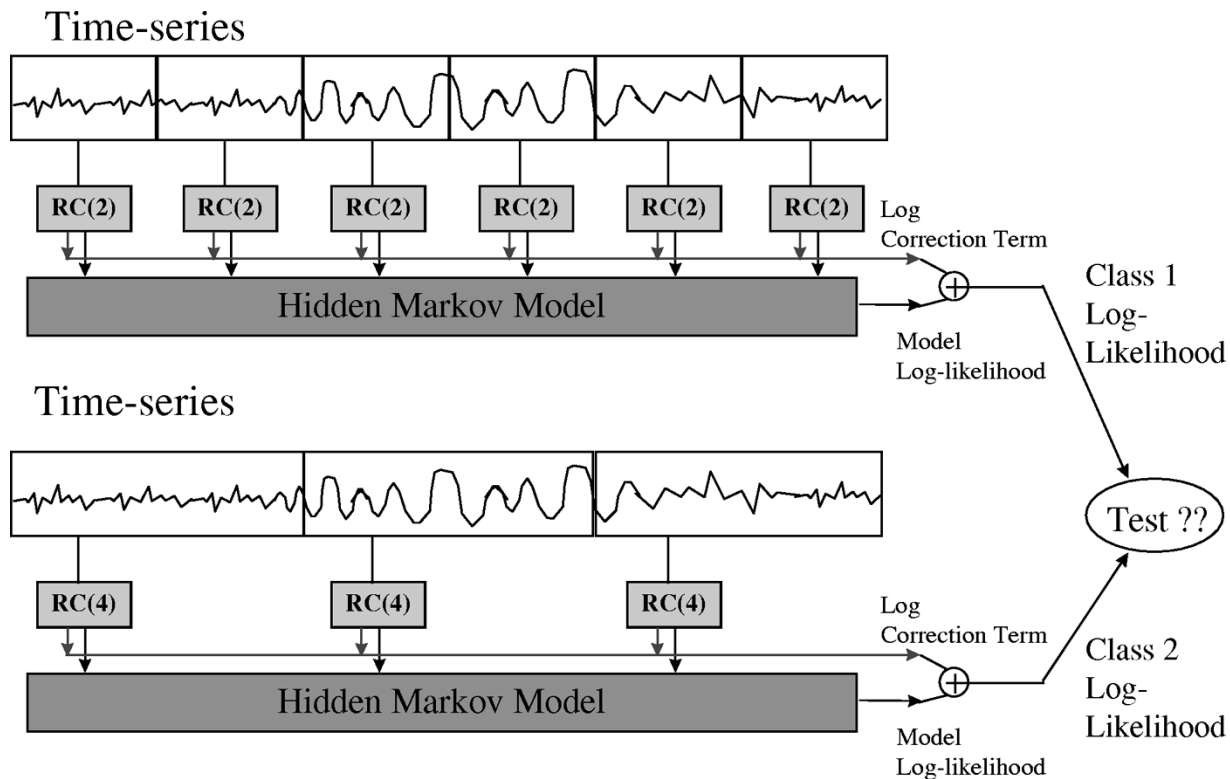 Time-series
RC(2) RC(2) RC(2) RC(2) RC(2) RC(2)
Log
Correction Term
Hidden Markov Model
+
Model
Log-likelihood
Class 1
Log-
Likelihood
Time-series
Test ??
RC(4) RC(4) RC(4)
Log
Correction Term
Hidden Markov Model
+
Model
Log-likelihood
Class 2
Log-
Likelihood